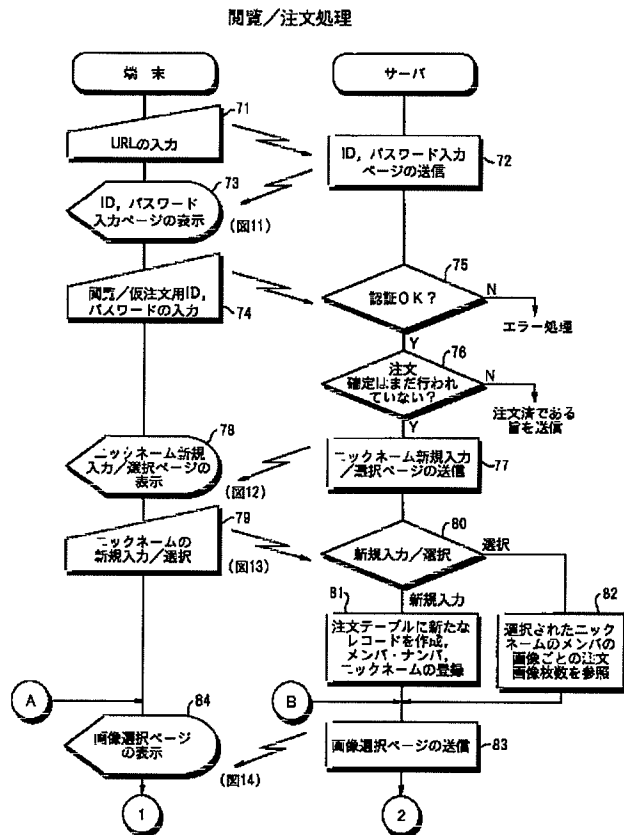 閲覧／注文処理
端　末
サーバ
71
URLの入力
ID，パスワード入力
ページの送信
72
73
ID，パスワード
入力ページの表示
(図11)
閲覧／仮注文用ID，
パスワードの入力
74
75
認証OK？
N
エラー処理
Y
76
注文
確定はまだ行われ
ていない？
N
注文済である
旨を送信
Y
78
ニックネーム新規
入力／選択ページの
表示
(図12)
ニックネーム新規入力
／選択ページの送信
77
79
ニックネームの
新規入力／選択
(図13)
80
新規入力／選択
選択
新規入力
81
注文テーブルに新たな
レコードを作成，
メンバ・ナンバ，
ニックネームの登録
82
選択されたニック
ネームのメンバの
画像ごとの注文
画像枚数を参照
A
B
84
画像選択ページ
の表示
(図14)
画像選択ページの送信
83
1
2